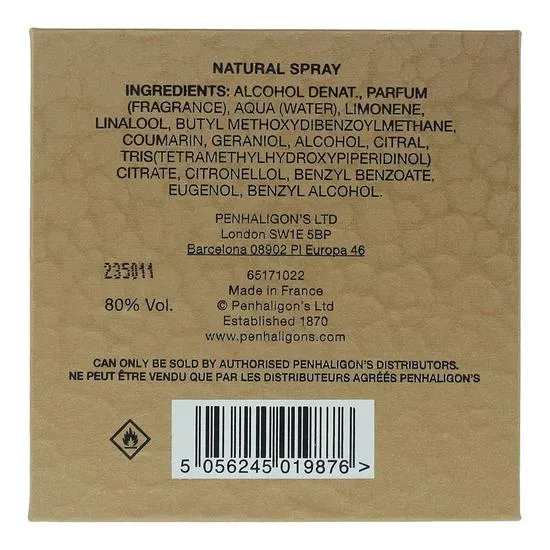 NATURAL SPRAY
INGREDIENTS: ALCOHOL DENAT., PARFUM
(FRAGRANCE), AQUA (WATER), LIMONENE,
LINALOOL, BUTYL METHOXYDIBENZOYLMETHANE,
COUMARIN, GERANIOL, ALCOHOL, CITRAL,
TRIS(TETRAMETHYLHYDROXYPIPERIDINOL)
CITRATE, CITRONELLOL, BENZYL BENZOATE,
EUGENOL, BENZYL ALCOHOL.
PENHALIGON'S LTD
London SW1E 5BP
Barcelona 08902 Pl Europa 46
235011
65171022
Made in France
80% Vol.
© Penhaligon's Ltd
Established 1870
www.penhaligons.com
CAN ONLY BE SOLD BY AUTHORISED PENHALIGON'S DISTRIBUTORS.
NE PEUT ÊTRE VENDU QUE PAR LES DISTRIBUTEURS AGRÉÉS PENHALIGON'S
5 056245 019876 >